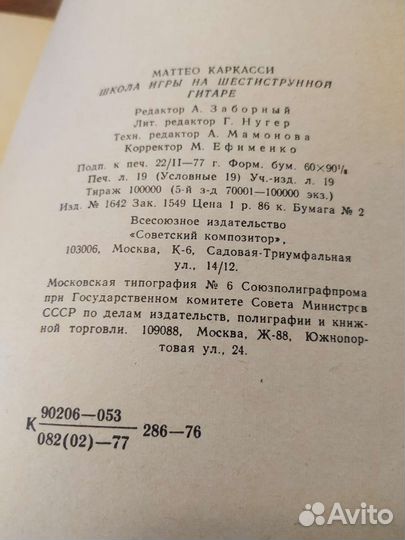 МАТТЕО КАРКАССИ
ШКОЛА ИГРЫ НА ШЕСТИСТРУННОЙ
ГИТАРЕ
Редактор А. Заборный
Лит. редактор Г. Нугер
Техн. редактор А. Мамонова
Корректор М. Ефименко
Подп. к печ. 22/II—77 г. Форм. бум. 60×90¹/₈
Печ. л. 19 (Условные 19) Уч.-изд. л. 19
Тираж 100000 (5-й з-д 70001—100000 экз.)
Изд. № 1642 Зак. 1549 Цена 1 р. 86 к. Бумага № 2
Всесоюзное издательство
«Советский композитор»,
103006, Москва, К-6, Садовая-Триумфальная
ул., 14/12.
Московская типография № 6 Союзполиграфпрома
при Государственном комитете Совета Министров
СССР по делам издательств, полиграфии и книж-
ной торговли. 109088, Москва, Ж-88, Южнопор-
товая ул., 24.
К 90206—053
082(02)—77 286—76
Avito